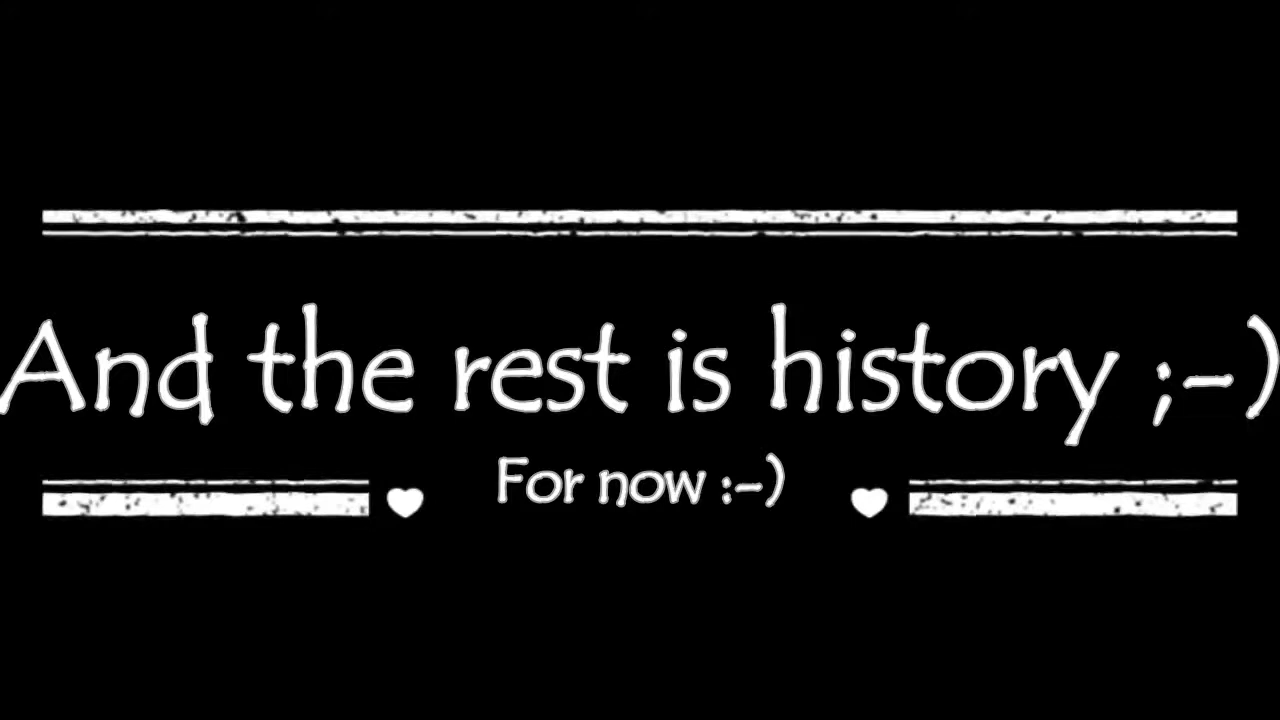 And the rest is history ;-)
For now :-)